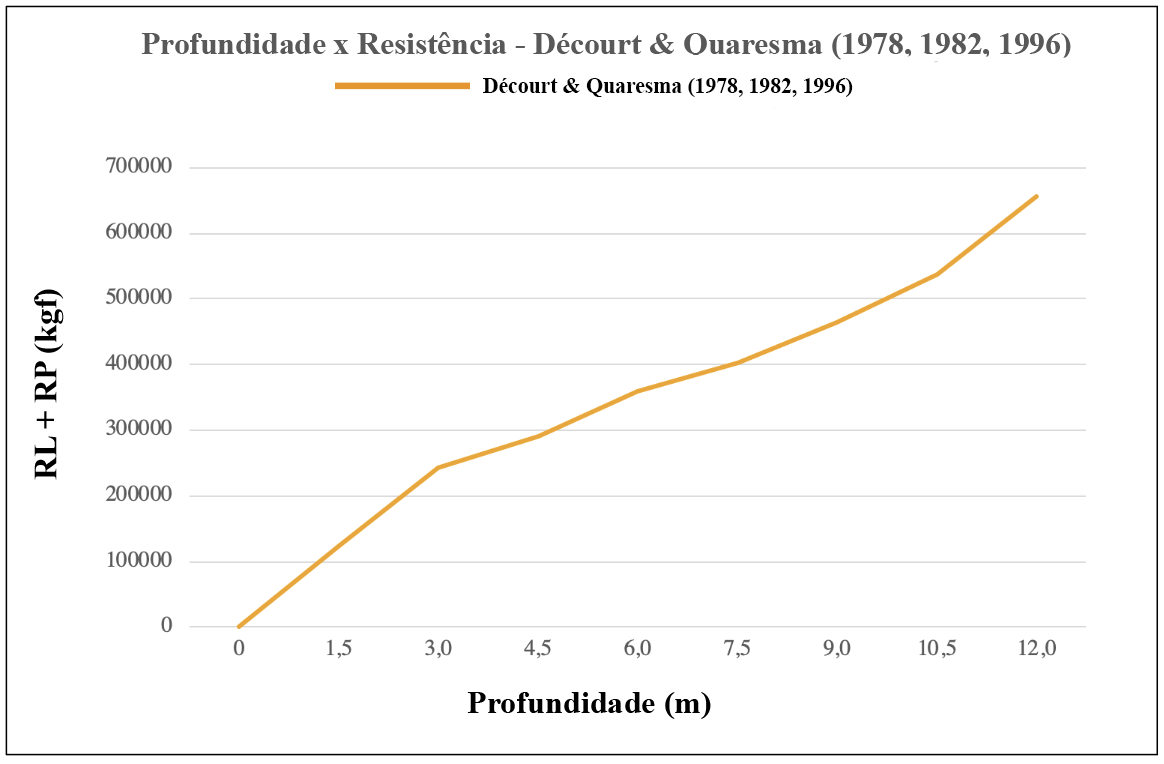 Profundidade x Resistência - Décourt & Quaresma (1978, 1982, 1996)
Décourt & Quaresma (1978, 1982, 1996)
700000
600000
500000
400000
300000
200000
100000
0
RL + RP (kgf)
0 1,5 3,0 4,5 6,0 7,5 9,0 10,5 12,0
Profundidade (m)